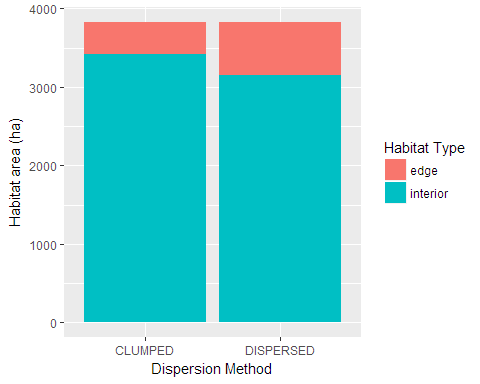 4000
3000
2000
1000
0
Habitat area (ha)
CLUMPED
DISPERSED
Dispersion Method
Habitat Type
edge
interior